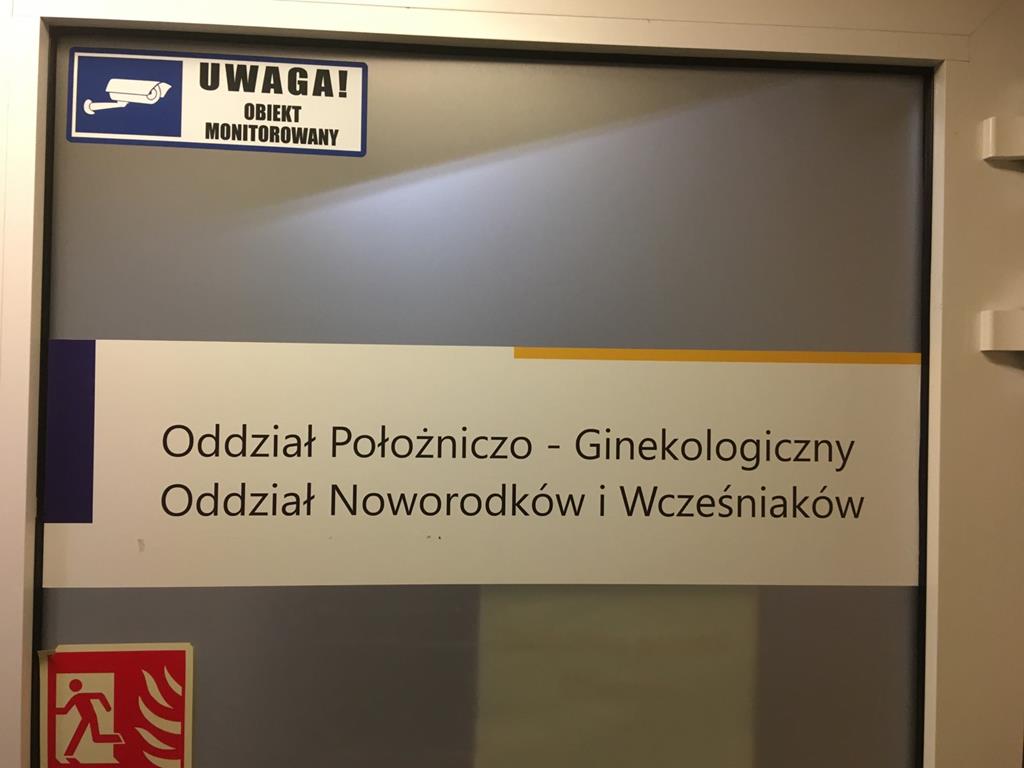 UWAGA!
OBIEKT
MONITOROWANY
Oddział Położniczo - Ginekologiczny
Oddział Noworodków i Wcześniaków